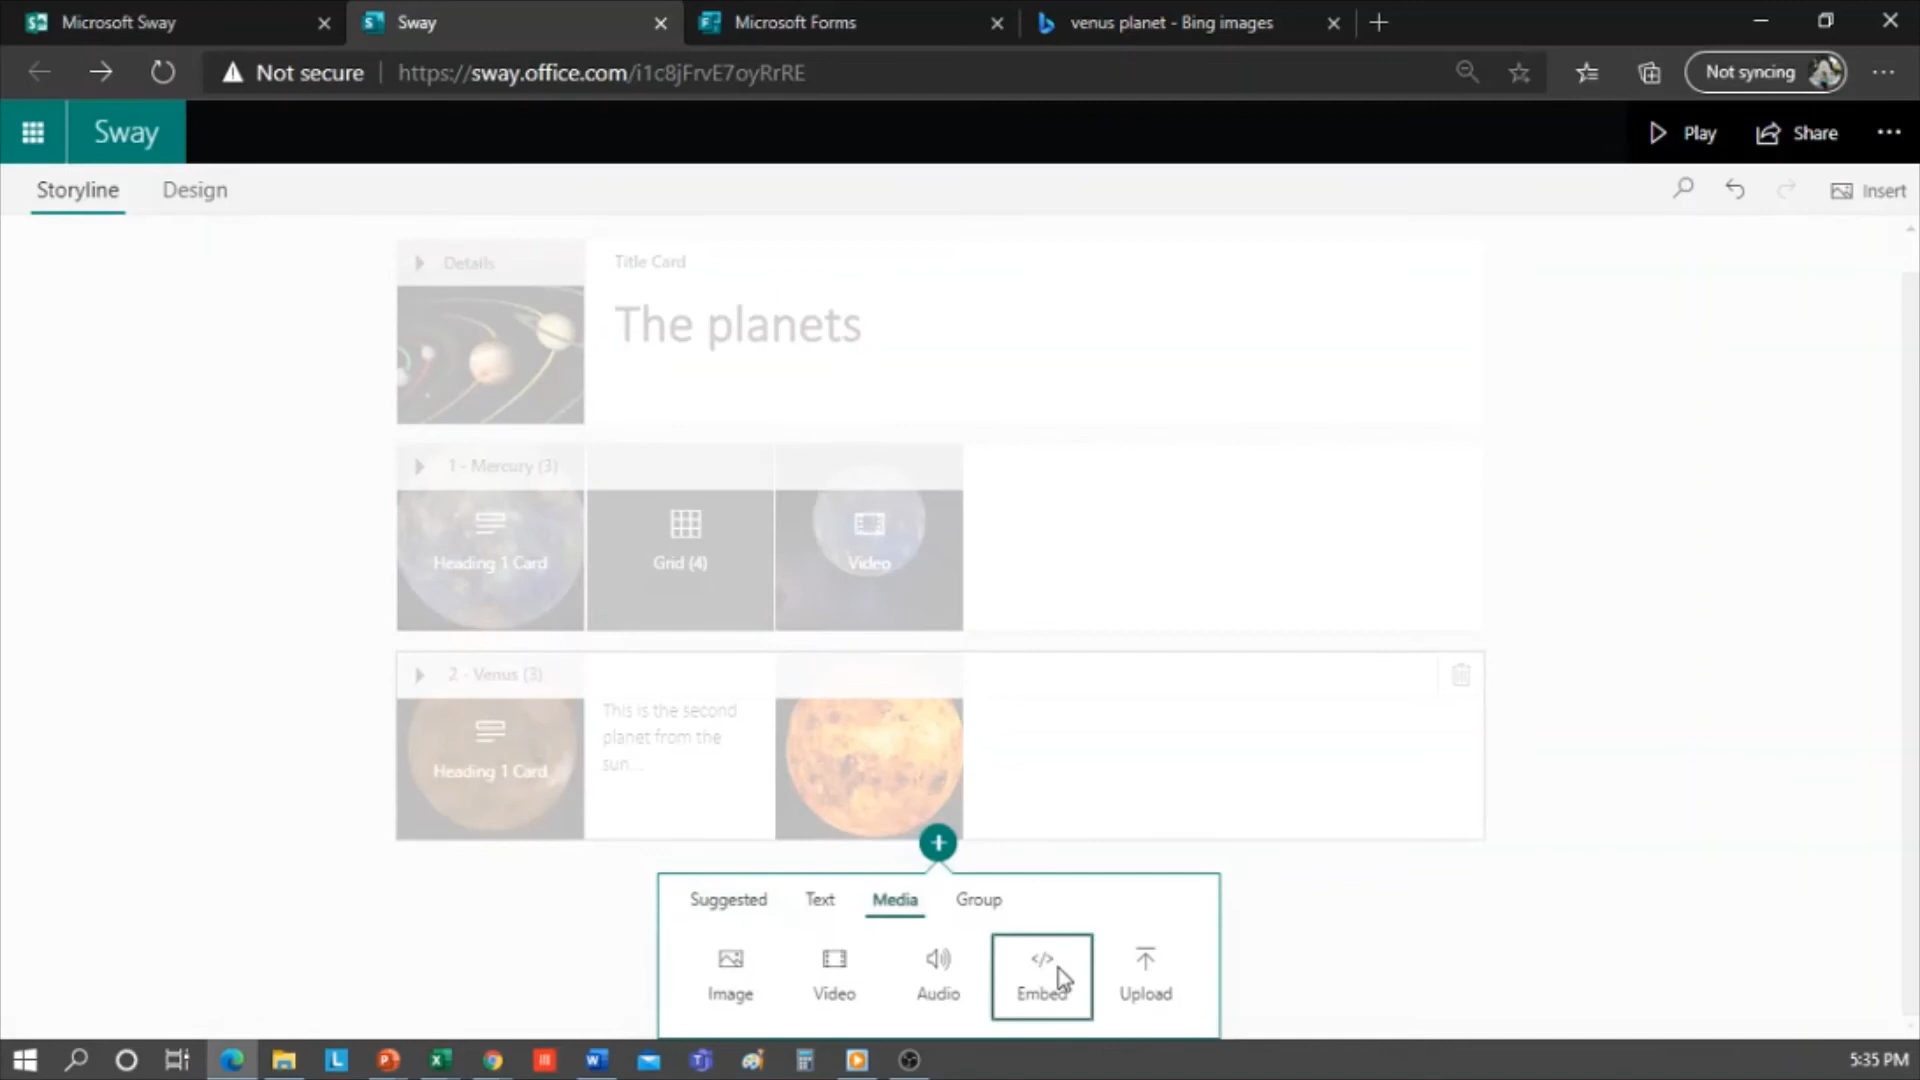 Microsoft Sway
Sway
Microsoft Forms
venus planet - Bing images
Not secure
https://sway.office.com/i1c8jFrvE7oyRrRE
Not syncing
Sway
Play
Share
Storyline
Design
Insert
Details
Title Card
The planets
1 - Mercury (3)
Heading 1 Card
Grid (4)
Video
2 - Venus (3)
Heading 1 Card
This is the second
planet from the
sun...
Suggested
Text
Media
Group
Image
Video
Audio
Embed
Upload
5:35 PM